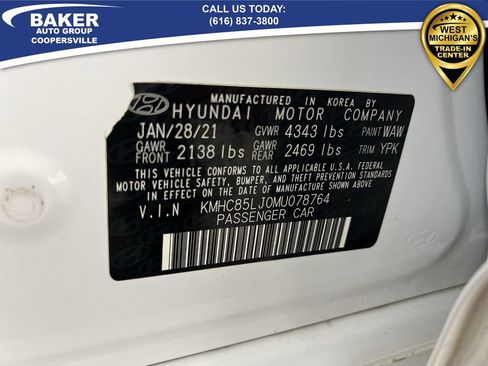 CALL US TODAY:
(616) 837-3800
BAKER
AUTO GROUP
COOPERSVILLE
WEST MICHIGAN'S
TRADE-IN
CENTER
MANUFACTURED IN KOREA BY
HYUNDAI MOTOR COMPANY
JAN/28/21 GVWR 4343 lbs PAINT WAW
GAWR FRONT 2138 lbs GAWR REAR 2469 lbs TRIM YPK
THIS VEHICLE CONFORMS TO ALL APPLICABLE U.S.A. FEDERAL
MOTOR VEHICLE SAFETY, BUMPER, AND THEFT PREVENTION
STANDARDS IN EFFECT ON THE DATE OF MANUFACTURE SHOWN ABOVE.
V.I.N KMHC85LJ0MU078764
PASSENGER CAR